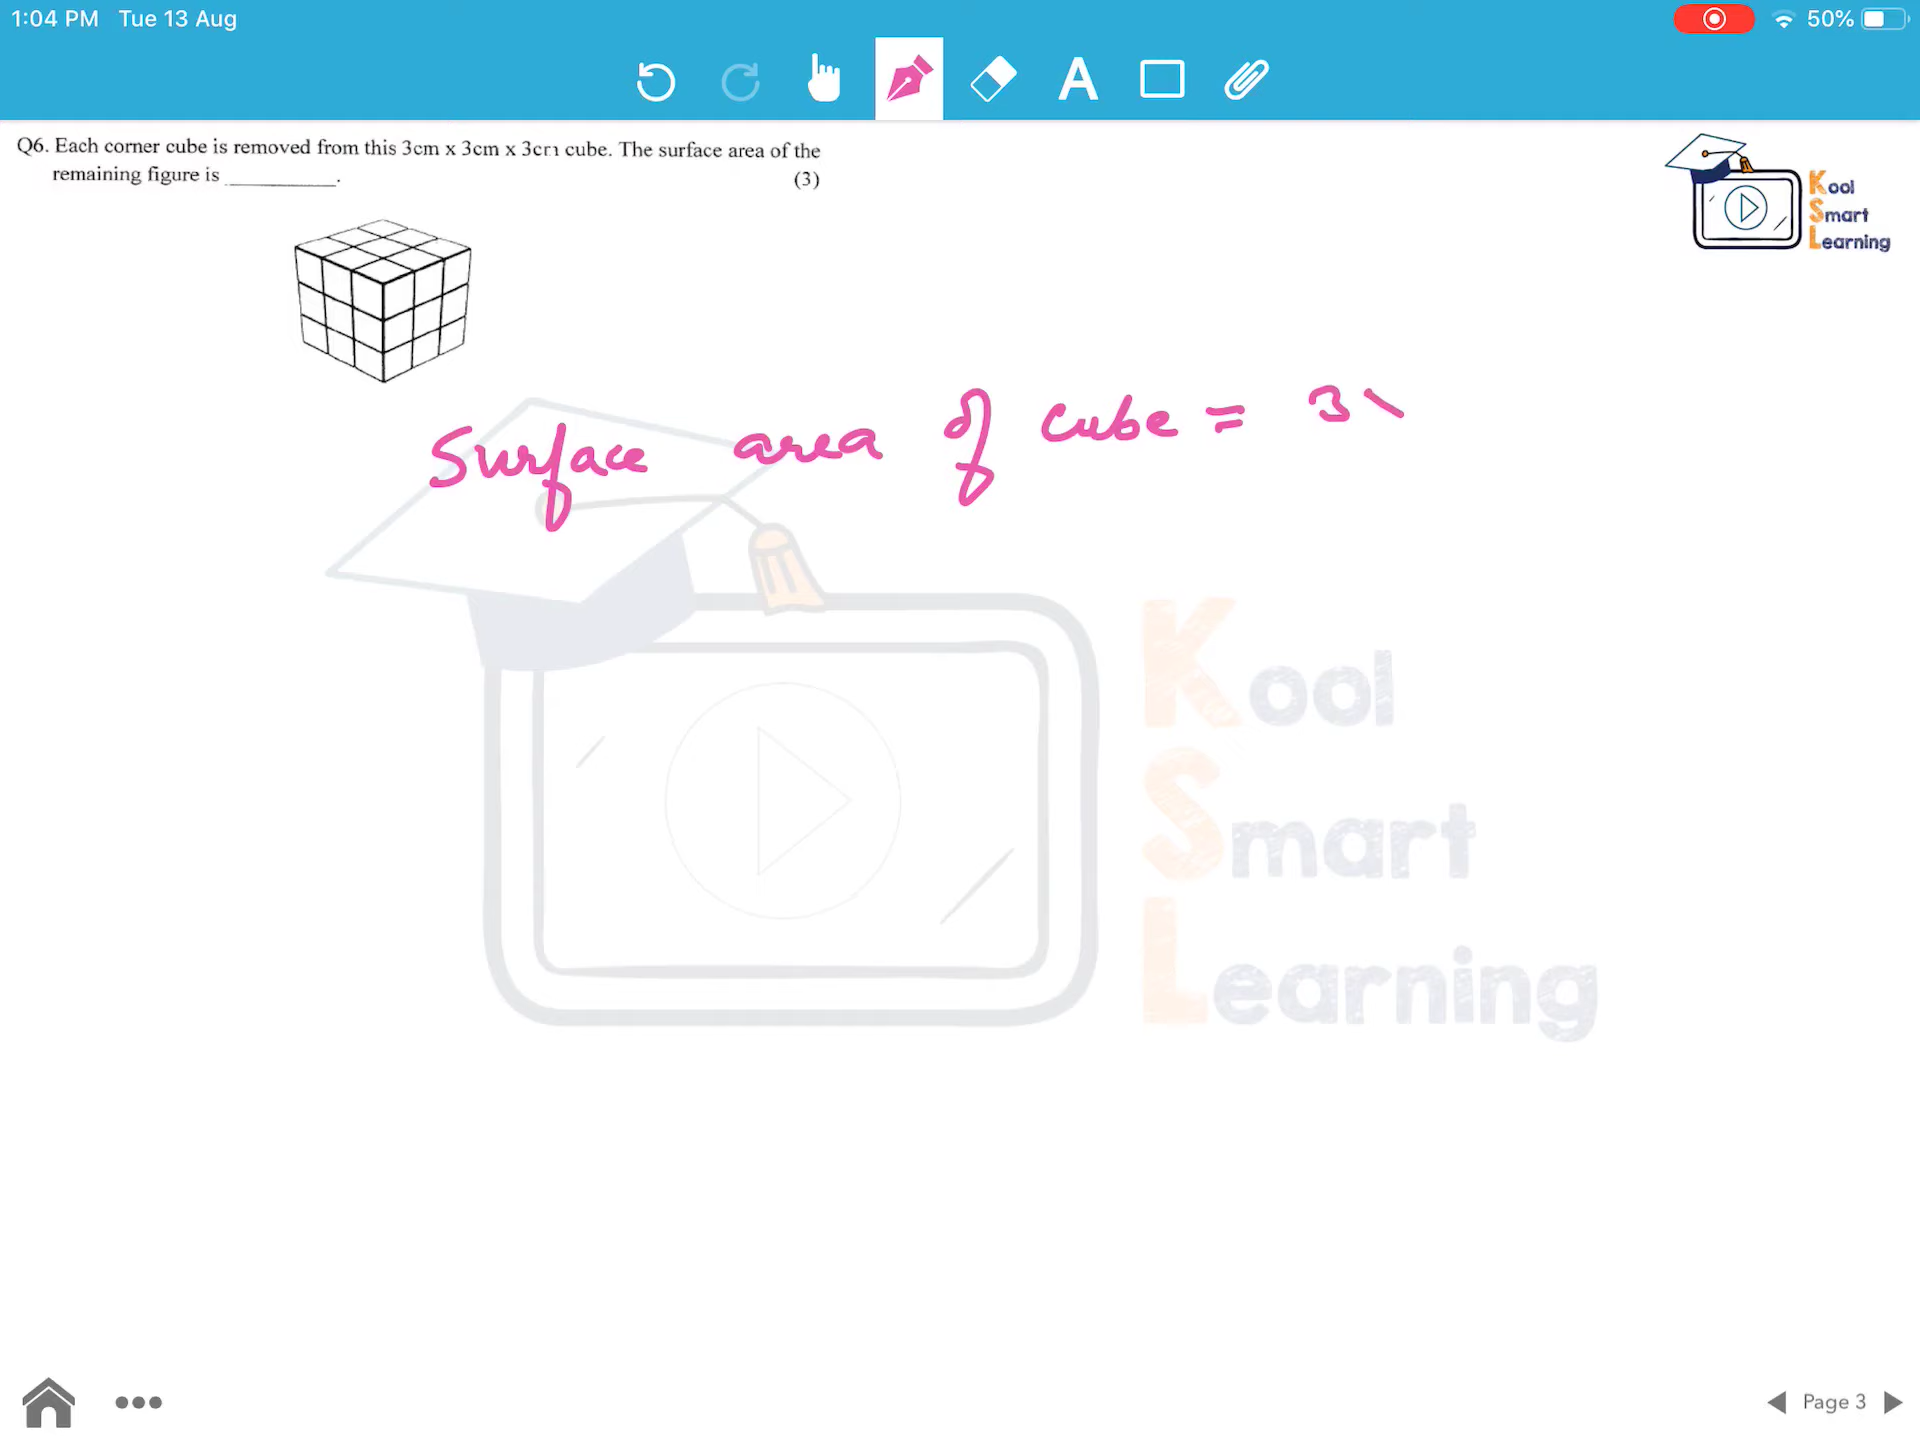 1:04 PM Tue 13 Aug
50%
A
Q6. Each corner cube is removed from this 3cm x 3cm x 3cm cube. The surface area of the
remaining figure is __________. (3)
Kool
Smart
Learning
Surface area of cube = 3
Kool
Smart
Learning
Page 3